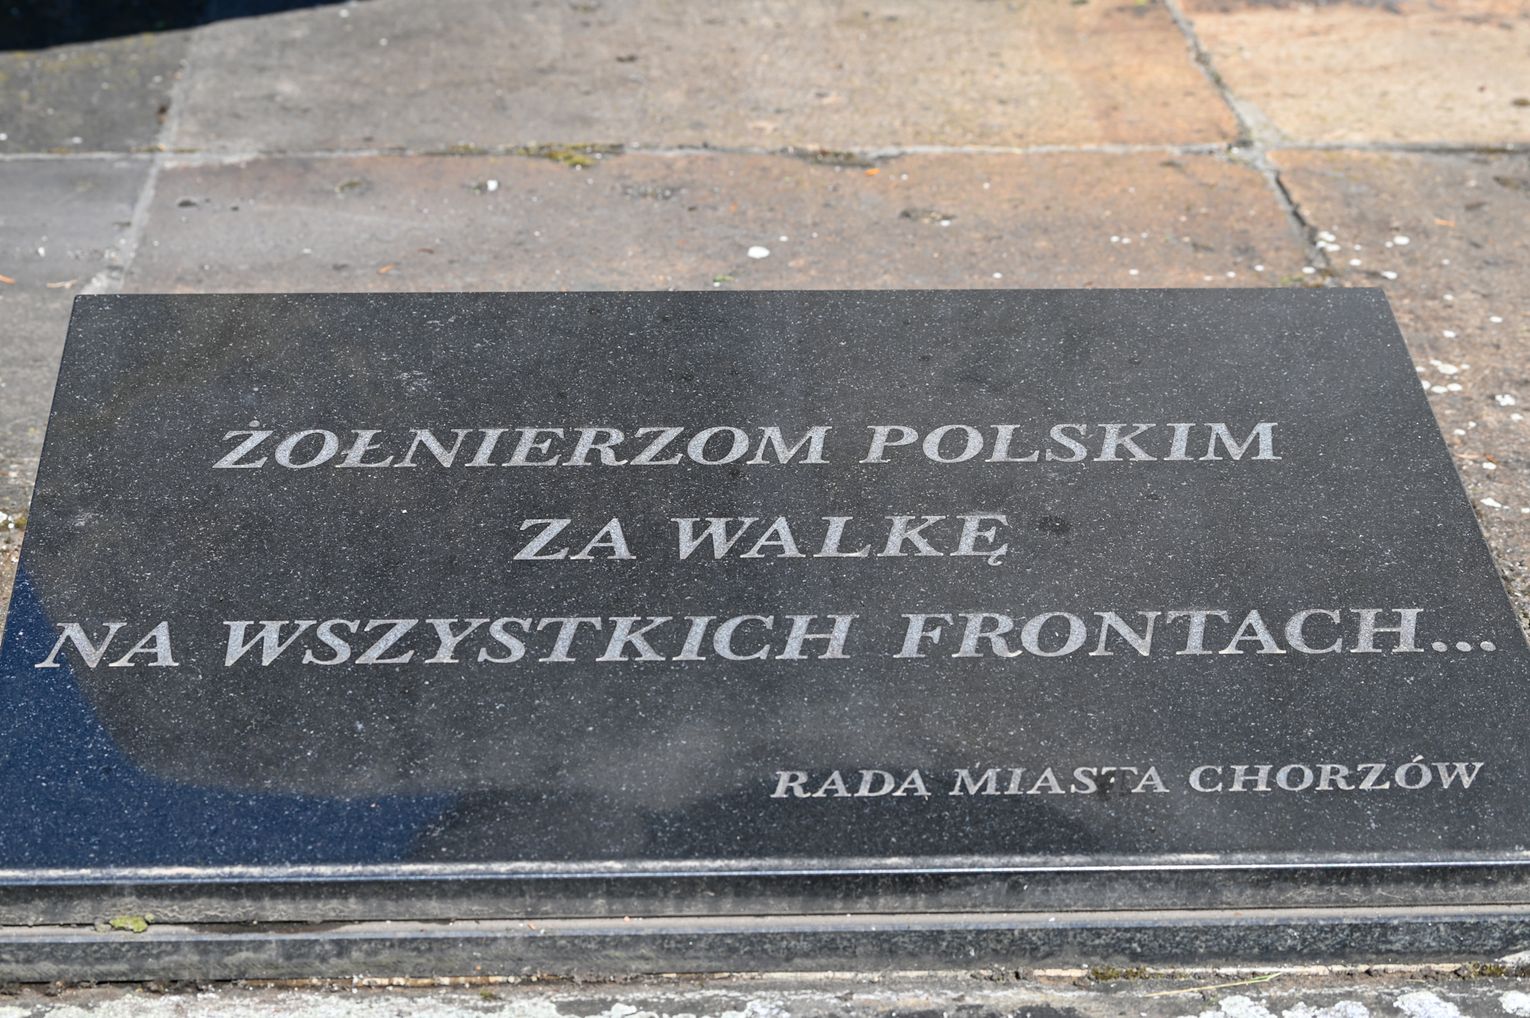 ŻOŁNIERZOM POLSKIM
ZA WALKĘ
NA WSZYSTKICH FRONTACH...
RADA MIASTA CHORZÓW